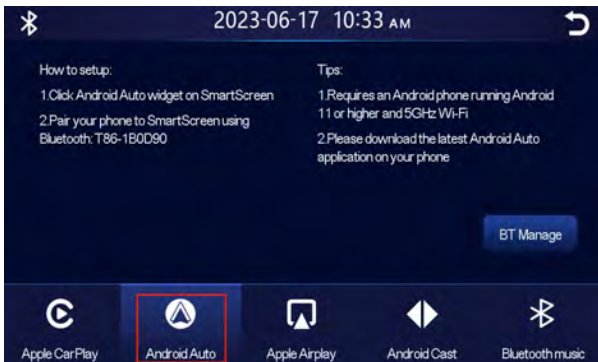 2023-06-17 10:33 AM
How to setup:
1.Click Android Auto widget on SmartScreen
2.Pair your phone to SmartScreen using
Bluetooth: T86-1B0D90
Tips:
1.Requires an Android phone running Android
11 or higher and 5GHz Wi-Fi
2.Please download the latest Android Auto
application on your phone
BT Manage
Apple CarPlay
Android Auto
Apple Airplay
Android Cast
Bluetooth music